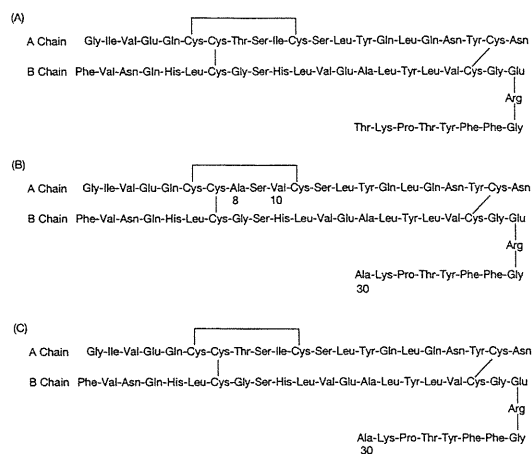 (A)
A Chain Gly-Ile-Val-Glu-Gln-Cys-Cys-Thr-Ser-Ile-Cys-Ser-Leu-Tyr-Gln-Leu-Gln-Asn-Tyr-Cys-Asn
B Chain Phe-Val-Asn-Gln-His-Leu-Cys-Gly-Ser-His-Leu-Val-Glu-Ala-Leu-Tyr-Leu-Val-Cys-Gly-Glu
Arg
Thr-Lys-Pro-Thr-Tyr-Phe-Phe-Gly
(B)
A Chain Gly-Ile-Val-Glu-Gln-Cys-Cys-Ala-Ser-Val-Cys-Ser-Leu-Tyr-Gln-Leu-Gln-Asn-Tyr-Cys-Asn
8 10
B Chain Phe-Val-Asn-Gln-His-Leu-Cys-Gly-Ser-His-Leu-Val-Glu-Ala-Leu-Tyr-Leu-Val-Cys-Gly-Glu
Arg
Ala-Lys-Pro-Thr-Tyr-Phe-Phe-Gly
30
(C)
A Chain Gly-Ile-Val-Glu-Gln-Cys-Cys-Thr-Ser-Ile-Cys-Ser-Leu-Tyr-Gln-Leu-Gln-Asn-Tyr-Cys-Asn
B Chain Phe-Val-Asn-Gln-His-Leu-Cys-Gly-Ser-His-Leu-Val-Glu-Ala-Leu-Tyr-Leu-Val-Cys-Gly-Glu
Arg
Ala-Lys-Pro-Thr-Tyr-Phe-Phe-Gly
30